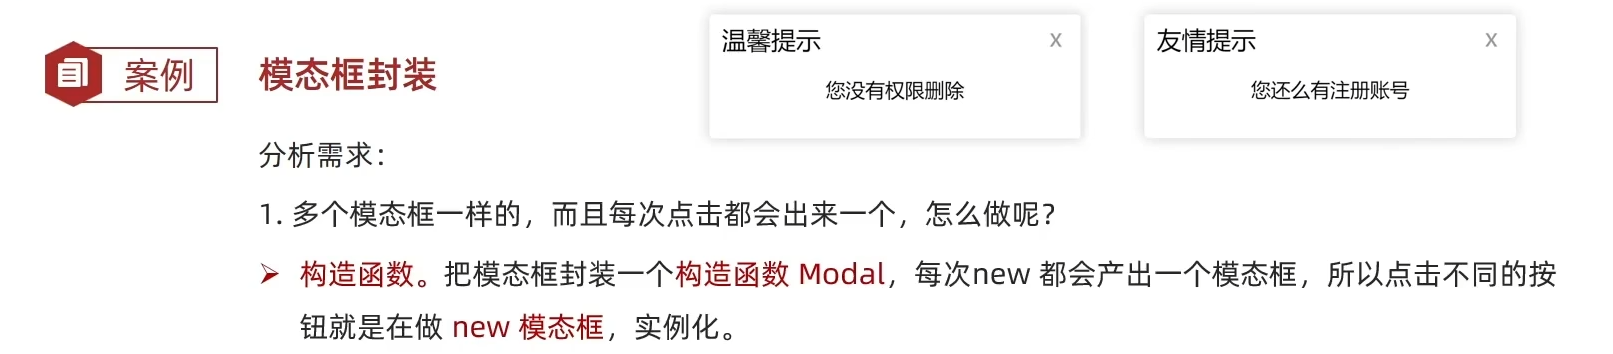 案例
模态框封装
温馨提示 x
您没有权限删除
友情提示 x
您还么有注册账号
分析需求：
1. 多个模态框一样的，而且每次点击都会出来一个，怎么做呢？
➢ 构造函数。把模态框封装一个构造函数 Modal，每次new 都会产出一个模态框，所以点击不同的按
钮就是在做 new 模态框，实例化。